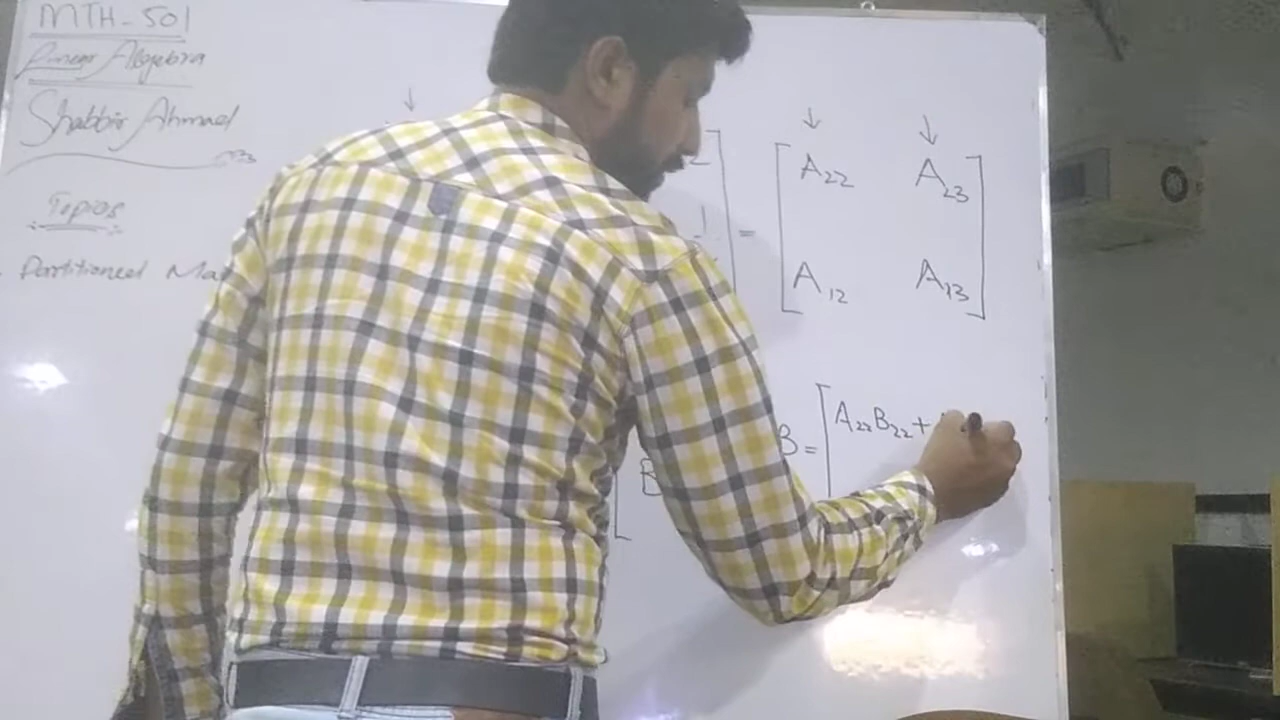 MTH-501
Linear Algebra
Shabbir Ahmad
Topics
Partitioned Ma
= [ A22 A23 ]
[ A12 A13 ]
B = [ A22B22+
B